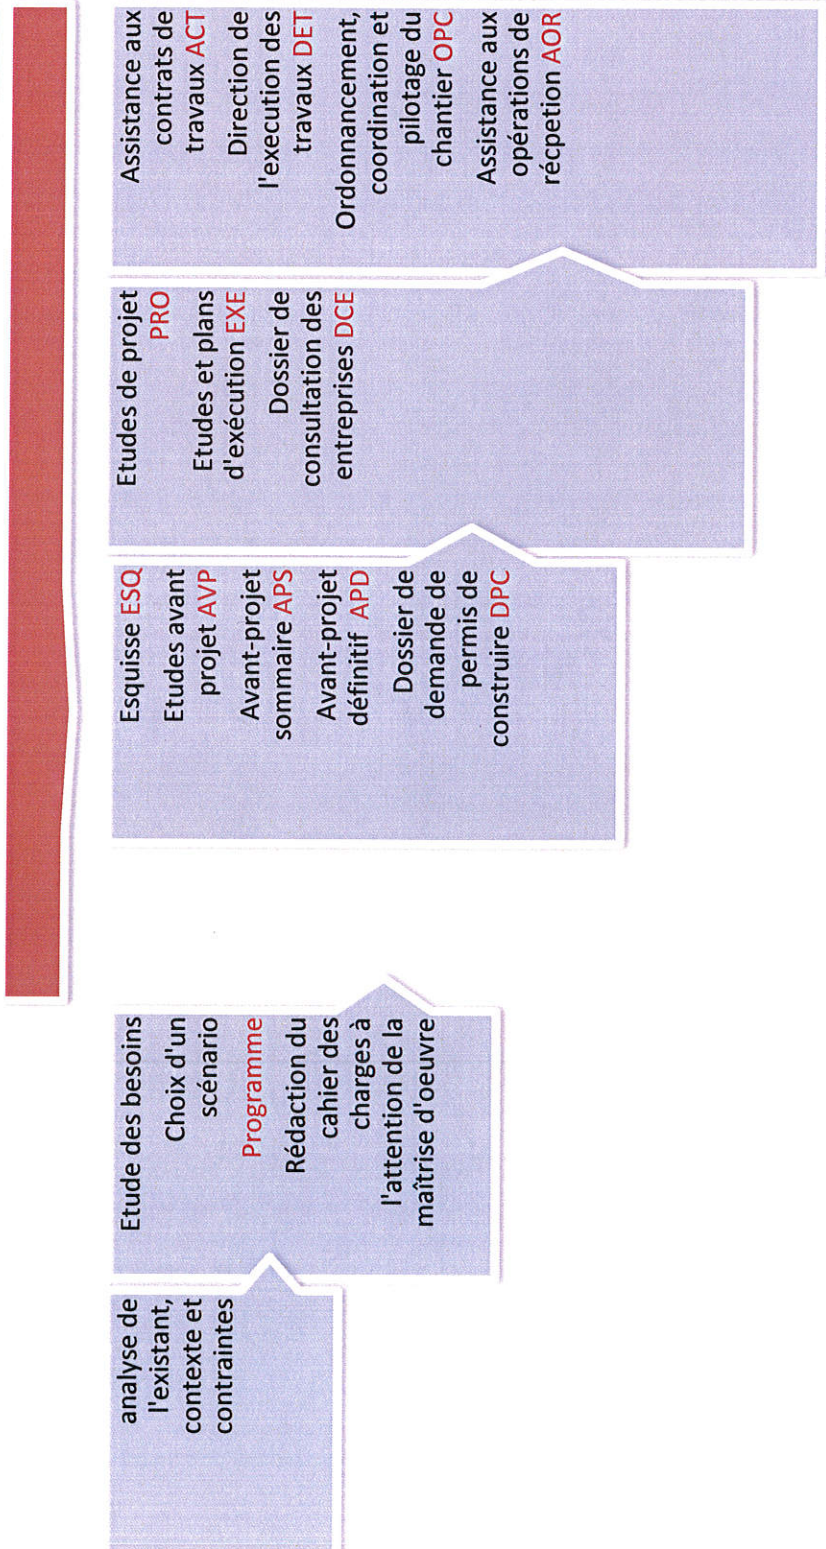 analyse de
l'existant,
contexte et
contraintes
Etude des besoins
Choix d'un
scénario
Programme
Rédaction du
cahier des
charges à
l'attention de la
maîtrise d'oeuvre
Esquisse ESQ
Etudes avant
projet AVP
Avant-projet
sommaire APS
Avant-projet
définitif APD
Dossier de
demande de
permis de
construire DPC
Etudes de projet
PRO
Etudes et plans
d'exécution EXE
Dossier de
consultation des
entreprises DCE
Assistance aux
contrats de
travaux ACT
Direction de
l'execution des
travaux DET
Ordonnancement,
coordination et
pilotage du
chantier OPC
Assistance aux
opérations de
récpetion AOR